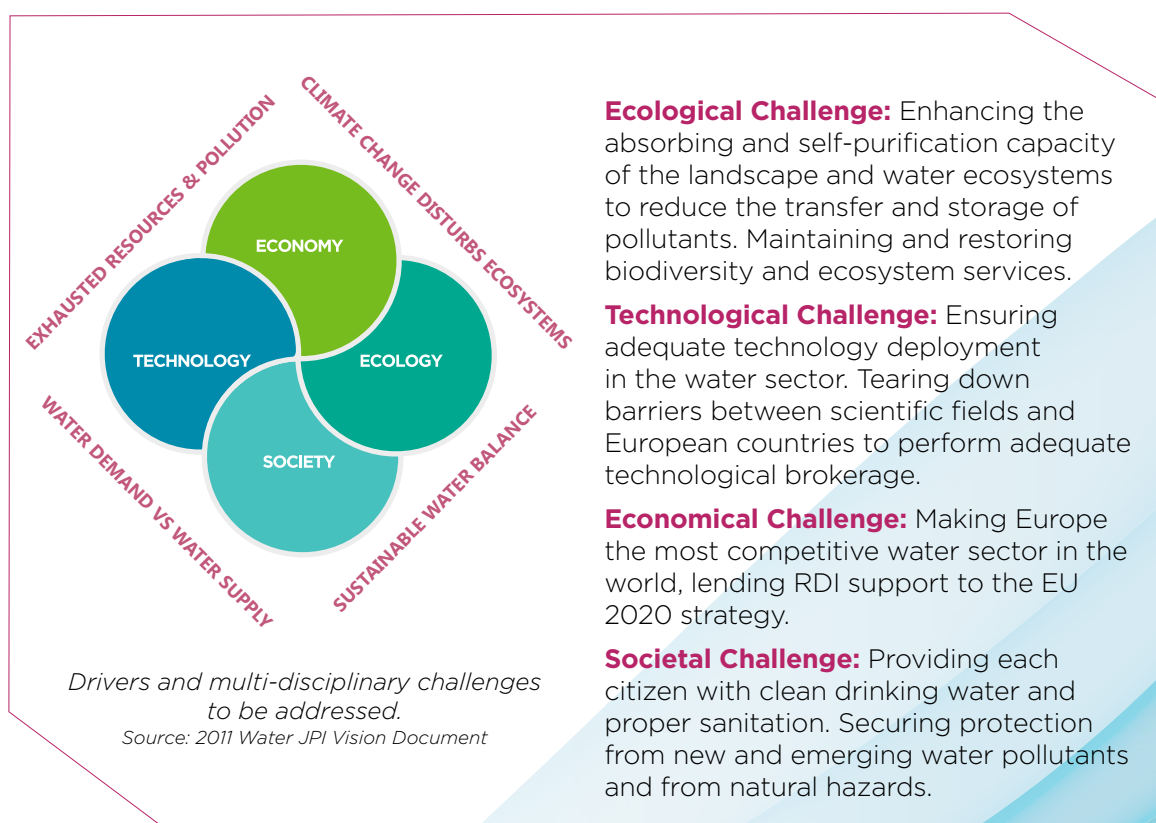 EXHAUSTED RESOURCES & POLLUTION
CLIMATE CHANGE DISTURBS ECOSYSTEMS
ECONOMY
TECHNOLOGY
ECOLOGY
SOCIETY
WATER DEMAND VS WATER SUPPLY
SUSTAINABLE WATER BALANCE
Drivers and multi-disciplinary challenges
to be addressed.
Source: 2011 Water JPI Vision Document
Ecological Challenge: Enhancing the
absorbing and self-purification capacity
of the landscape and water ecosystems
to reduce the transfer and storage of
pollutants. Maintaining and restoring
biodiversity and ecosystem services.
Technological Challenge: Ensuring
adequate technology deployment
in the water sector. Tearing down
barriers between scientific fields and
European countries to perform adequate
technological brokerage.
Economical Challenge: Making Europe
the most competitive water sector in the
world, lending RDI support to the EU
2020 strategy.
Societal Challenge: Providing each
citizen with clean drinking water and
proper sanitation. Securing protection
from new and emerging water pollutants
and from natural hazards.